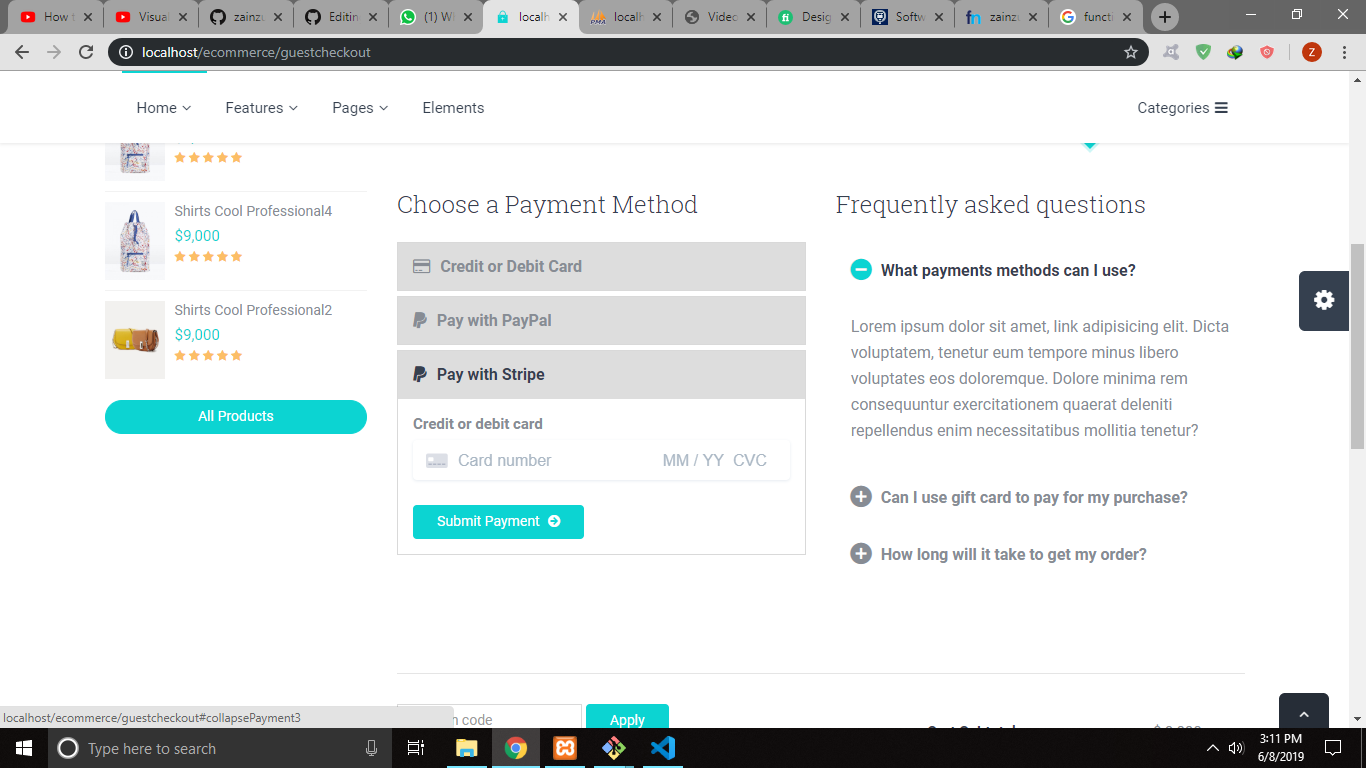 How t
Visual
zainz
Editin
(1) W
localh
localh
Video
Desig
Softw
zainz
functi
localhost/ecommerce/guestcheckout
Z
Home
Features
Pages
Elements
Categories
Shirts Cool Professional4
$9,000
Shirts Cool Professional2
$9,000
All Products
Choose a Payment Method
Credit or Debit Card
Pay with PayPal
Pay with Stripe
Credit or debit card
Card number MM / YY CVC
Submit Payment
Frequently asked questions
What payments methods can I use?
Lorem ipsum dolor sit amet, link adipisicing elit. Dicta
voluptatem, tenetur eum tempore minus libero
voluptates eos doloremque. Dolore minima rem
consequuntur exercitationem quaerat deleniti
repellendus enim necessitatibus mollitia tenetur?
Can I use gift card to pay for my purchase?
How long will it take to get my order?
code
Apply
localhost/ecommerce/guestcheckout#collapsePayment3
Type here to search
3:11 PM
6/8/2019